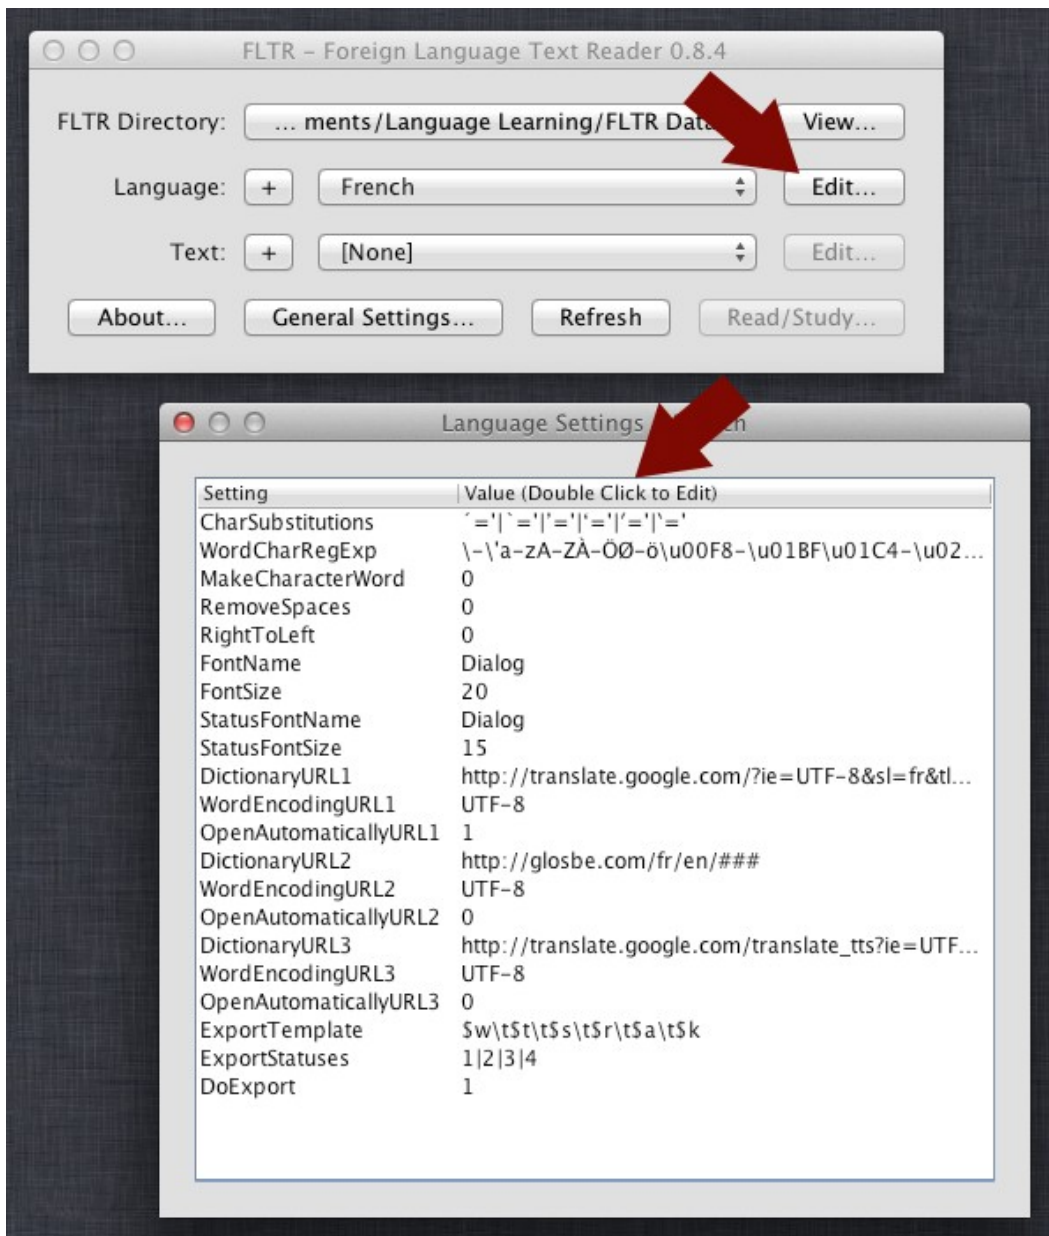 FLTR – Foreign Language Text Reader 0.8.4
FLTR Directory: ... ments/Language Learning/FLTR Data View...
Language: + French Edit...
Text: + [None] Edit...
About... General Settings... Refresh Read/Study...
Language Settings
Setting Value (Double Click to Edit)
CharSubstitutions ´='|`='|’='|‘='|′='|‵='
WordCharRegExp \-\'a-zA-ZÀ-ÖØ-ö\u00F8-\u01BF\u01C4-\u02...
MakeCharacterWord 0
RemoveSpaces 0
RightToLeft 0
FontName Dialog
FontSize 20
StatusFontName Dialog
StatusFontSize 15
DictionaryURL1 http://translate.google.com/?ie=UTF-8&sl=fr&tl...
WordEncodingURL1 UTF-8
OpenAutomaticallyURL1 1
DictionaryURL2 http://glosbe.com/fr/en/###
WordEncodingURL2 UTF-8
OpenAutomaticallyURL2 0
DictionaryURL3 http://translate.google.com/translate_tts?ie=UTF...
WordEncodingURL3 UTF-8
OpenAutomaticallyURL3 0
ExportTemplate $w\t$t\t$s\t$r\t$a\t$k
ExportStatuses 1|2|3|4
DoExport 1